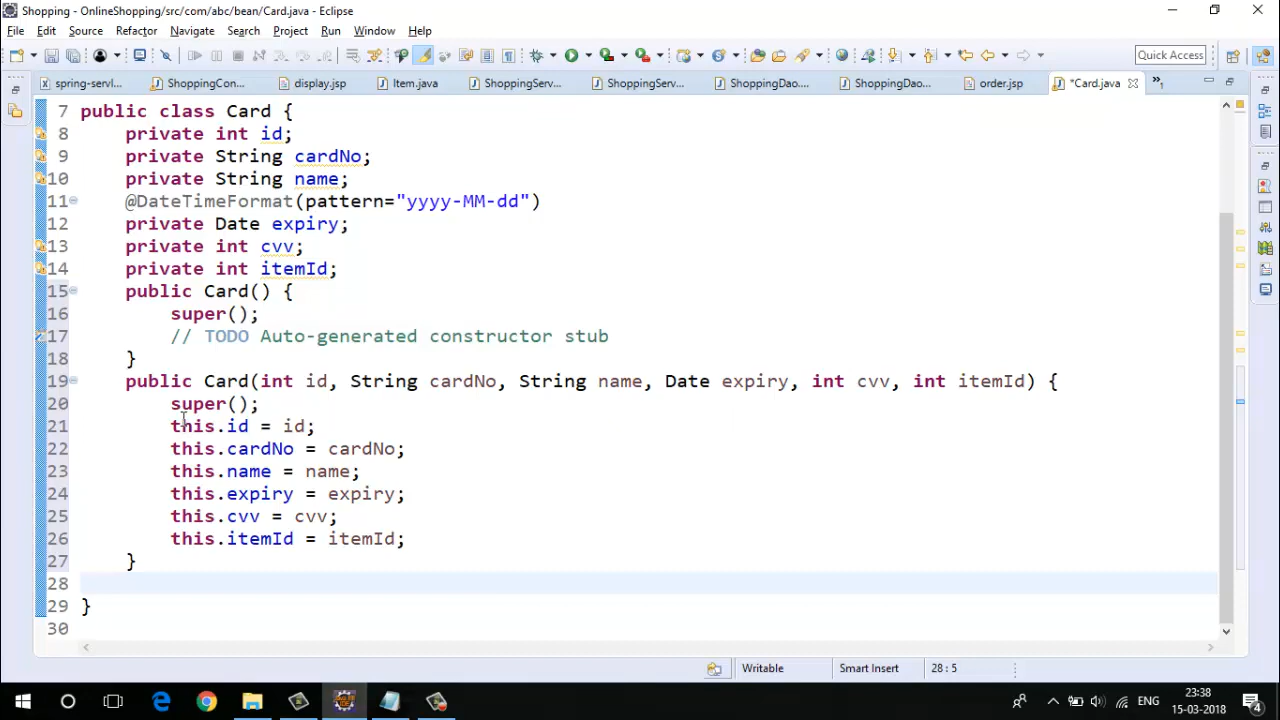 Shopping - OnlineShopping/src/com/abc/bean/Card.java - Eclipse
File Edit Source Refactor Navigate Search Project Run Window Help
Quick Access
spring-servl... ShoppingCon... display.jsp Item.java ShoppingServ... ShoppingServ... ShoppingDao.... ShoppingDao... order.jsp *Card.java »1
7 public class Card {
8 private int id;
9 private String cardNo;
10 private String name;
11 @DateTimeFormat(pattern="yyyy-MM-dd")
12 private Date expiry;
13 private int cvv;
14 private int itemId;
15 public Card() {
16 super();
17 // TODO Auto-generated constructor stub
18 }
19 public Card(int id, String cardNo, String name, Date expiry, int cvv, int itemId) {
20 super();
21 this.id = id;
22 this.cardNo = cardNo;
23 this.name = name;
24 this.expiry = expiry;
25 this.cvv = cvv;
26 this.itemId = itemId;
27 }
28
29 }
30
Writable Smart Insert 28 : 5
ENG 23:38
15-03-2018 4